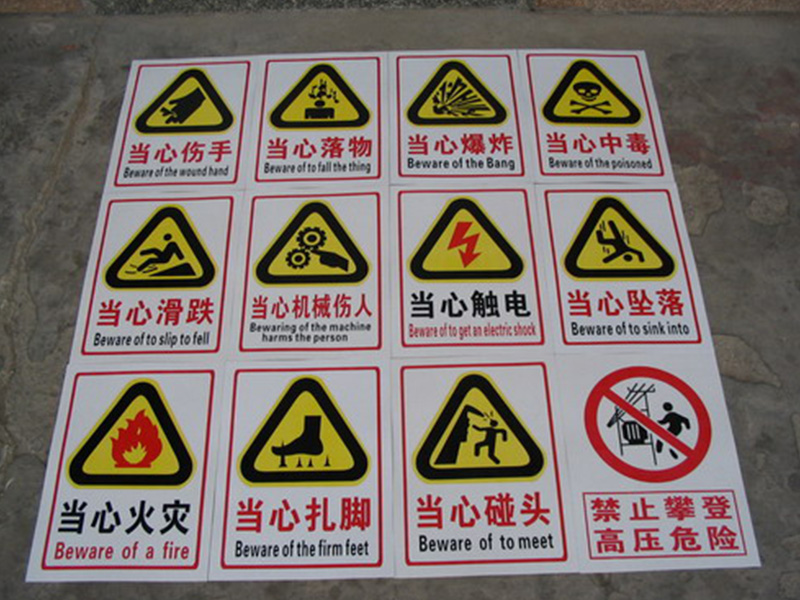 当心伤手
Beware of the wound hand
当心落物
Beware of to fall the thing
当心爆炸
Beware of the Bang
当心中毒
Beware of the poisoned
当心滑跌
Beware of to slip to fell
当心机械伤人
Bewaring of the machine
harms the person
当心触电
Beware of to get an electric shock
当心坠落
Beware of to sink into
当心火灾
Beware of a fire
当心扎脚
Beware of the firm feet
当心碰头
Beware of to meet
禁止攀登
高压危险